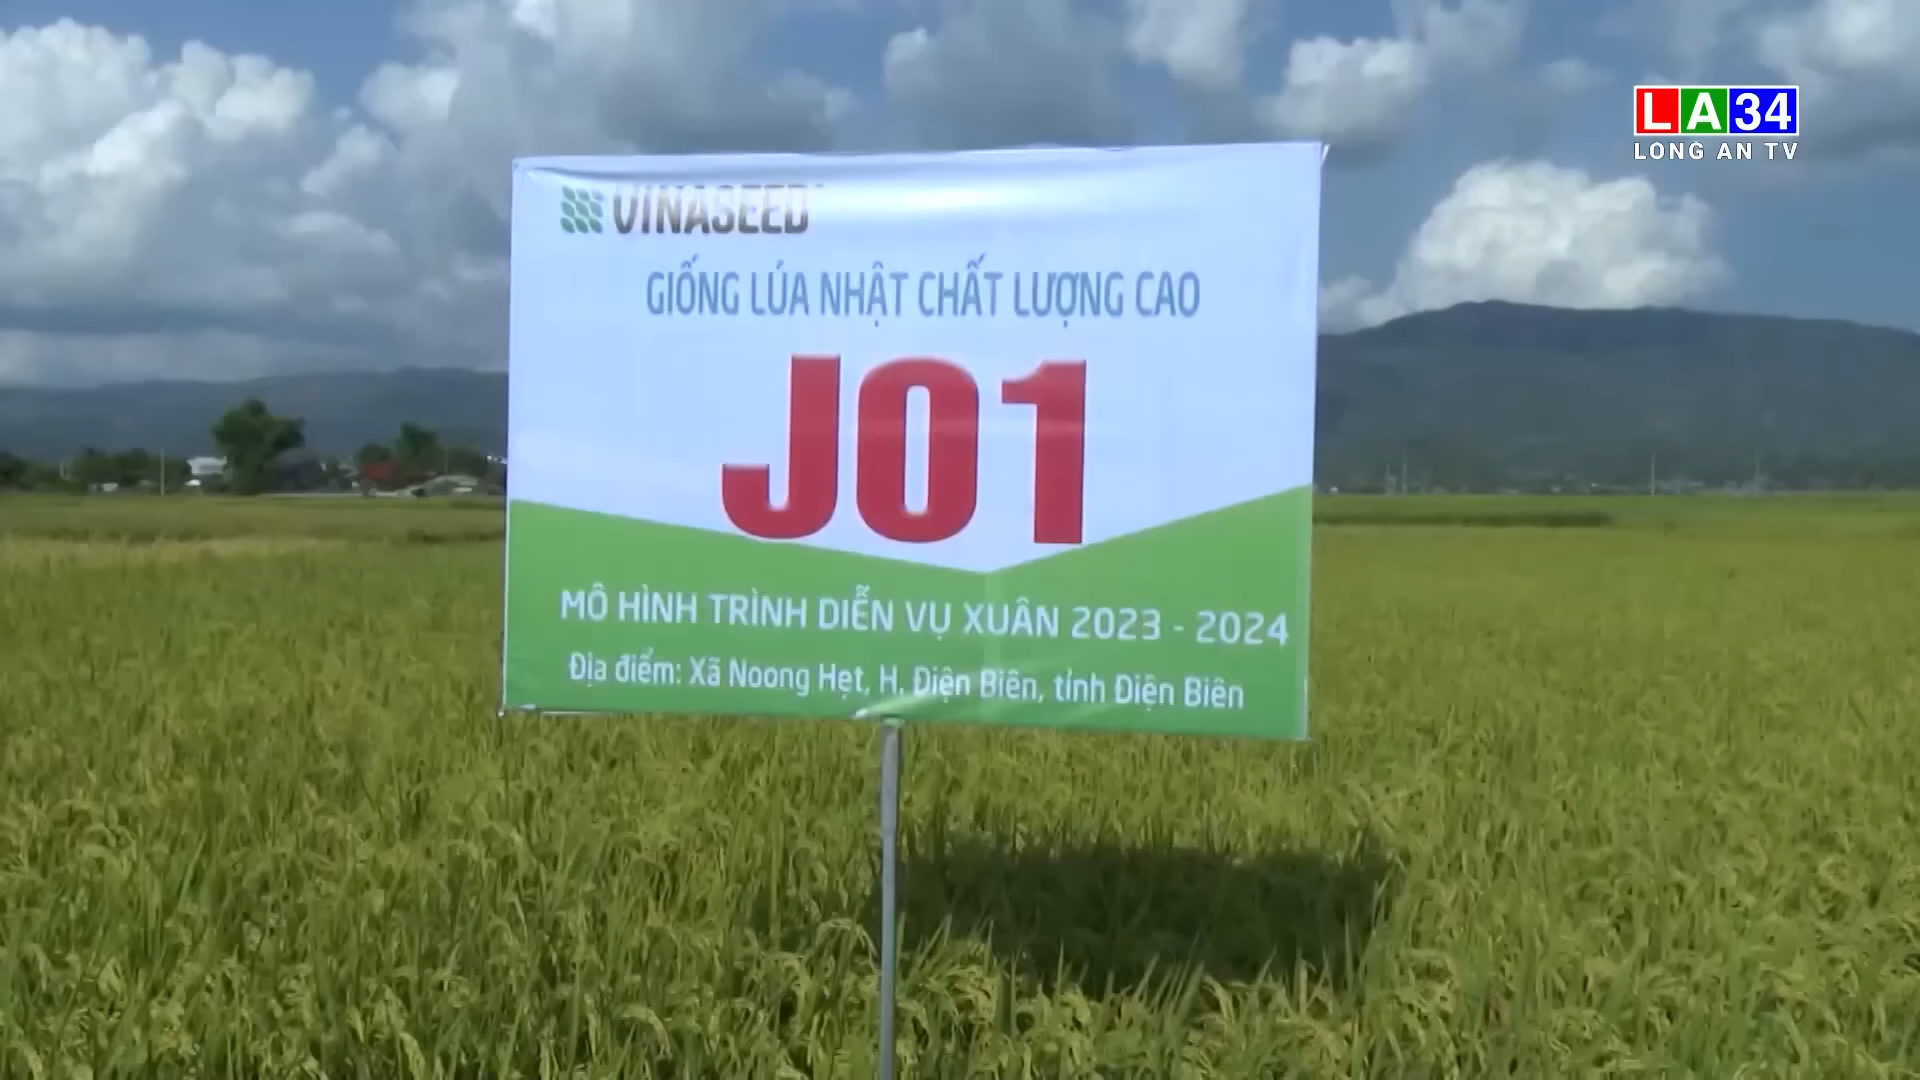 LA34
LONG AN TV
VINASEED
GIỐNG LÚA NHẬT CHẤT LƯỢNG CAO
J01
MÔ HÌNH TRÌNH DIỄN VỤ XUÂN 2023 - 2024
Địa điểm: Xã Noong Hẹt, H. Điện Biên, tỉnh Điện Biên